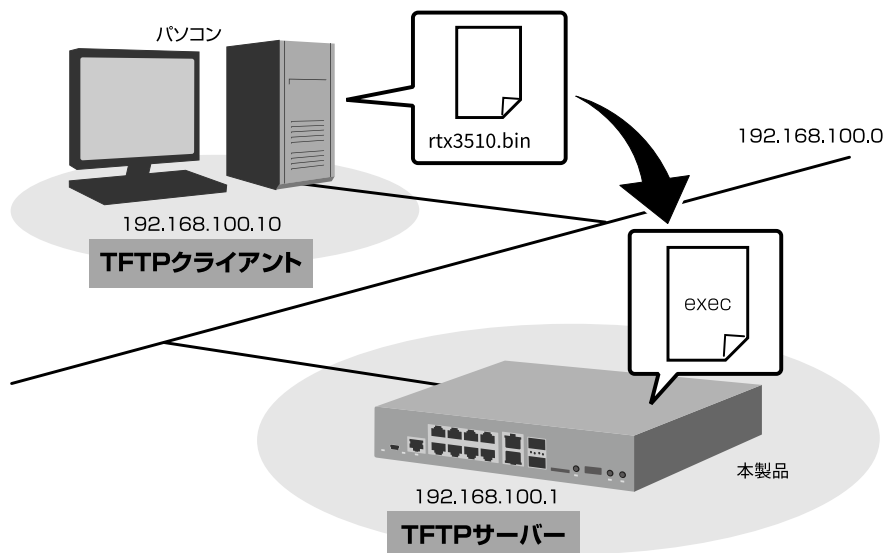 パソコン
rtx3510.bin
192.168.100.0
192.168.100.10
TFTPクライアント
exec
本製品
192.168.100.1
TFTPサーバー